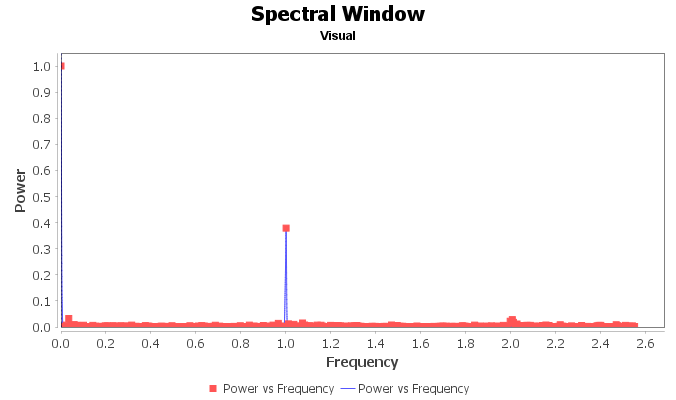 Spectral Window
Visual
Power
1.0
0.9
0.8
0.7
0.6
0.5
0.4
0.3
0.2
0.1
0.0
0.0 0.2 0.4 0.6 0.8 1.0 1.2 1.4 1.6 1.8 2.0 2.2 2.4 2.6
Frequency
Power vs Frequency Power vs Frequency